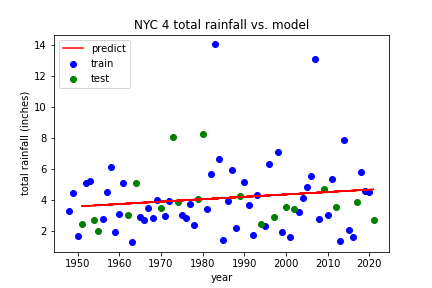 NYC 4 total rainfall vs. model
predict
train
test
total rainfall (inches)
14
12
10
8
6
4
2
1950 1960 1970 1980 1990 2000 2010 2020
year